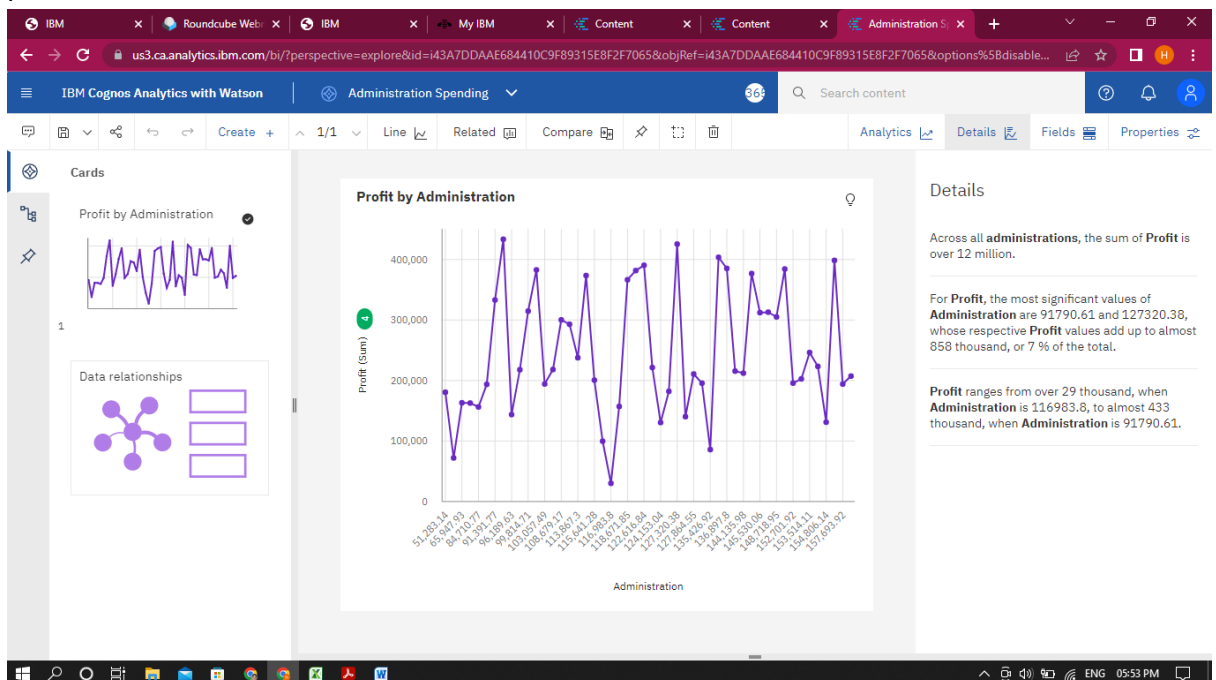 IBM
Roundcube Web
IBM
My IBM
Content
Content
Administration S
us3.ca.analytics.ibm.com/bi/?perspective=explore&id=i43A7DDAAE684410C9F89315E8F2F7065&objRef=i43A7DDAAE684410C9F89315E8F2F7065&options%5Bdisable...
H
IBM Cognos Analytics with Watson
Administration Spending
365
Search content
Create +
1/1
Line
Related
Compare
Analytics
Details
Fields
Properties
Cards
Profit by Administration
1
Data relationships
Profit by Administration
Profit (Sum)
4
400,000
300,000
200,000
100,000
0
51,283.14
65,947.93
84,710.77
91,391.77
96,189.63
99,814.71
103,057.49
108,679.17
113,867.3
115,641.28
116,983.8
118,671.85
122,616.84
124,153.04
127,320.38
127,864.55
135,426.92
136,897.8
144,135.98
145,530.06
148,718.95
152,701.92
153,514.11
154,806.14
157,693.92
Administration
Details
Across all administrations, the sum of Profit is
over 12 million.
For Profit, the most significant values of
Administration are 91790.61 and 127320.38,
whose respective Profit values add up to almost
858 thousand, or 7 % of the total.
Profit ranges from over 29 thousand, when
Administration is 116983.8, to almost 433
thousand, when Administration is 91790.61.
ENG
05:53 PM